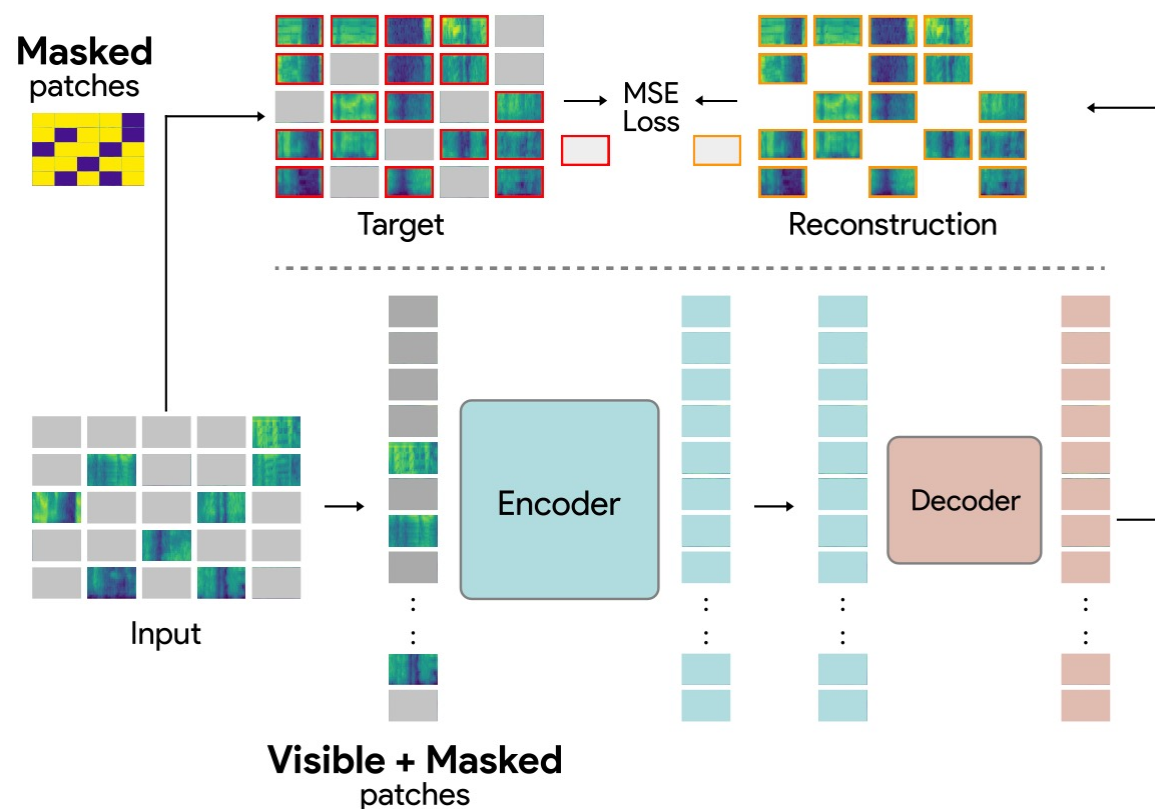 Masked
patches
MSE
Loss
Target
Reconstruction
Encoder
Decoder
Input
Visible + Masked
patches